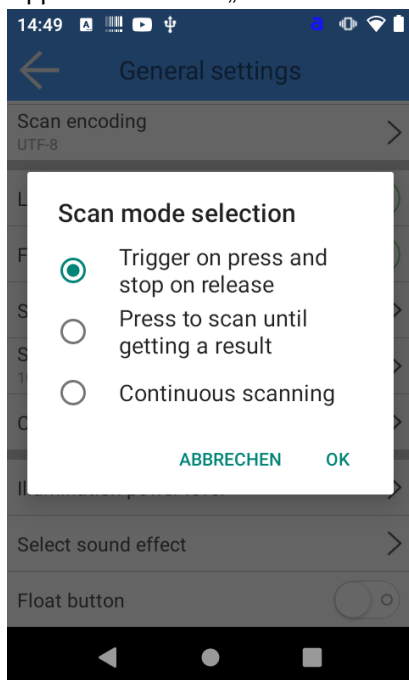 14:49
General settings
Scan encoding
UTF-8
Scan mode selection
Trigger on press and
stop on release
Press to scan until
getting a result
Continuous scanning
ABBRECHEN OK
Select sound effect
Float button